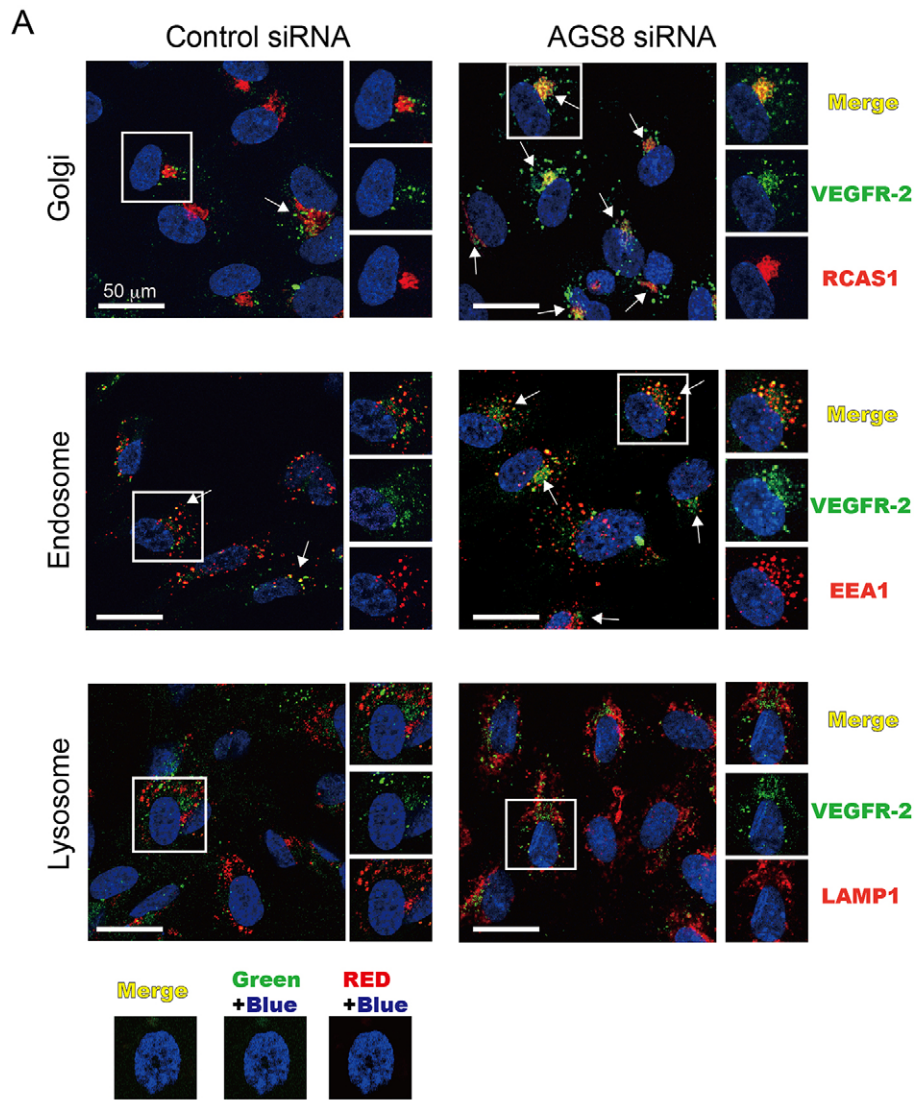 A
Control siRNA
AGS8 siRNA
Golgi
50 μm
Merge
VEGFR-2
RCAS1
Endosome
Merge
VEGFR-2
EEA1
Lysosome
Merge
VEGFR-2
LAMP1
Merge
Green
+Blue
RED
+Blue